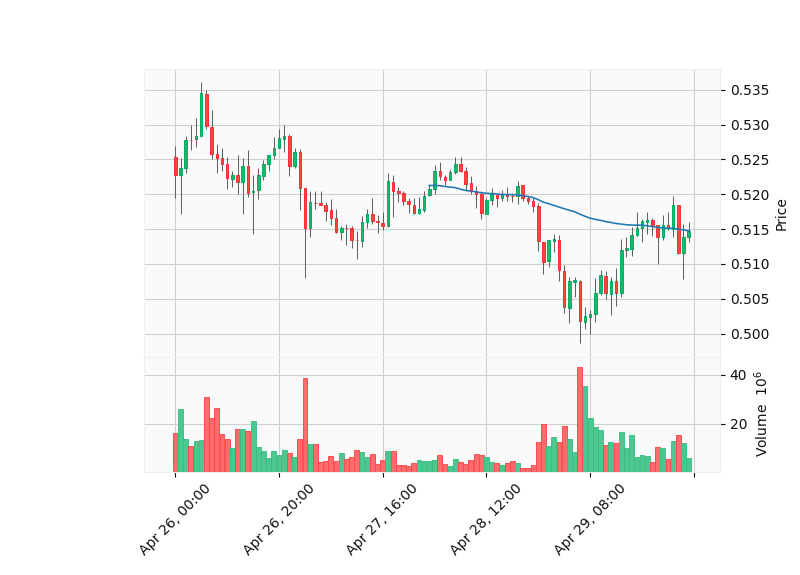 0.535
0.530
0.525
0.520
0.515
0.510
0.505
0.500
Price
40
20
Volume 10⁶
Apr 26, 00:00
Apr 26, 20:00
Apr 27, 16:00
Apr 28, 12:00
Apr 29, 08:00